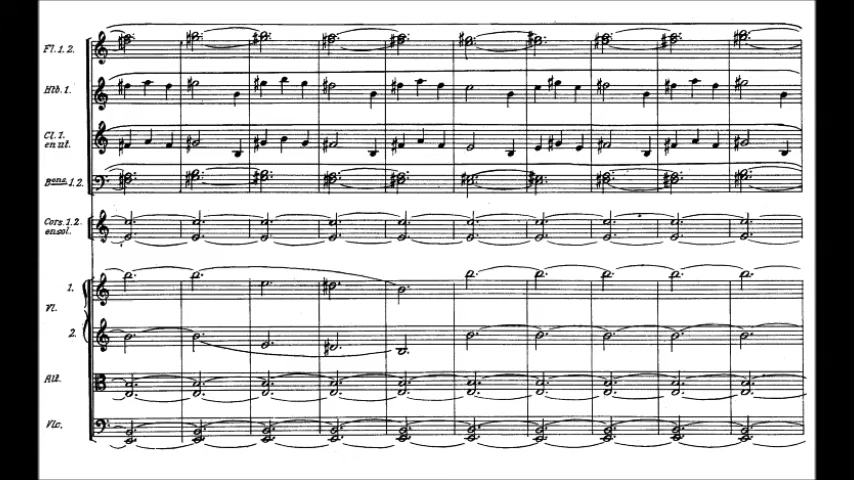 Fl. 1. 2.
Htb. 1.
Cl. 1.
en ut.
Bons. 1.2.
Cors. 1. 2.
en sol.
1.
Vl.
2.
Alt.
Vlc.